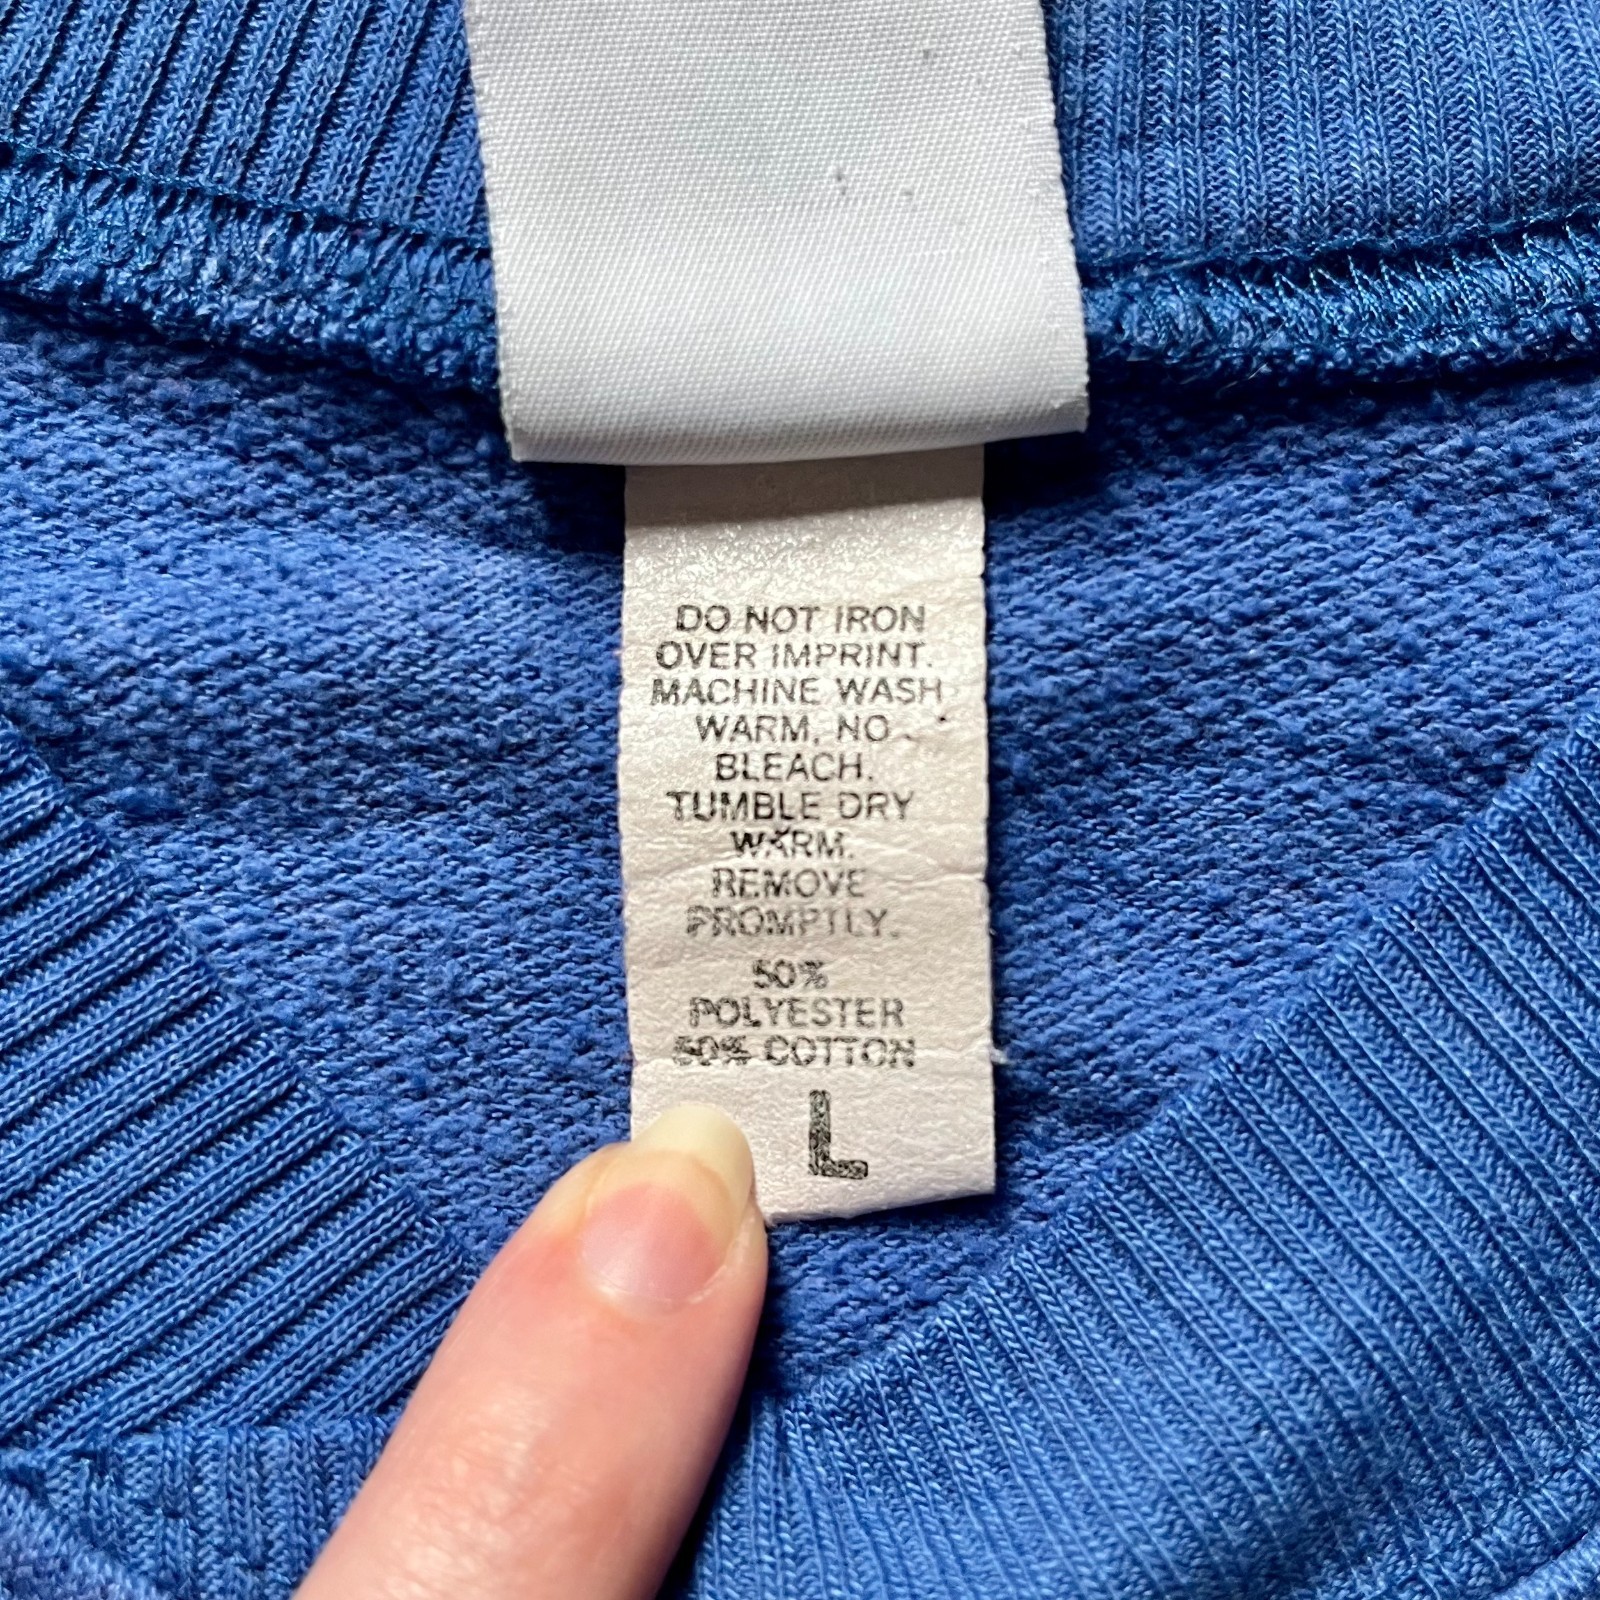 DO NOT IRON
OVER IMPRINT.
MACHINE WASH
WARM, NO
BLEACH.
TUMBLE DRY
WARM.
REMOVE
PROMPTLY.
50%
POLYESTER
50% COTTON
L